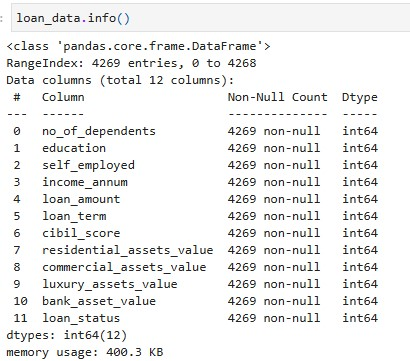 : loan_data.info()
<class 'pandas.core.frame.DataFrame'>
RangeIndex: 4269 entries, 0 to 4268
Data columns (total 12 columns):
 #   Column                    Non-Null Count  Dtype
---  ------                    --------------  -----
 0   no_of_dependents          4269 non-null   int64
 1   education                 4269 non-null   int64
 2   self_employed             4269 non-null   int64
 3   income_annum              4269 non-null   int64
 4   loan_amount               4269 non-null   int64
 5   loan_term                 4269 non-null   int64
 6   cibil_score               4269 non-null   int64
 7   residential_assets_value  4269 non-null   int64
 8   commercial_assets_value   4269 non-null   int64
 9   luxury_assets_value       4269 non-null   int64
 10  bank_asset_value          4269 non-null   int64
 11  loan_status               4269 non-null   int64
dtypes: int64(12)
memory usage: 400.3 KB